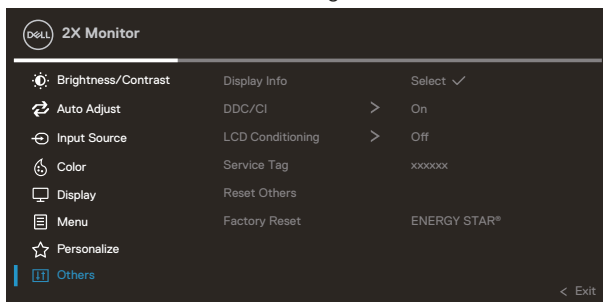 DELL 2X Monitor
Brightness/Contrast Display Info Select ✓
Auto Adjust DDC/CI > On
Input Source LCD Conditioning > Off
Color Service Tag xxxxxx
Display Reset Others
Menu Factory Reset ENERGY STAR®
Personalize
Others
< Exit